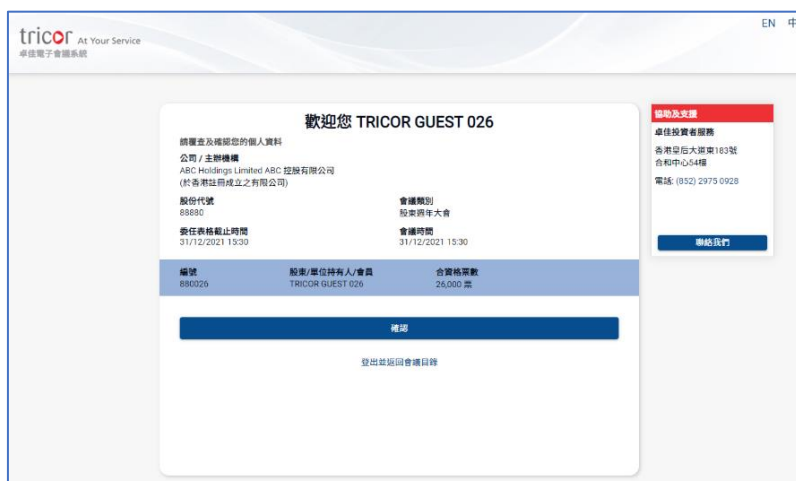 EN 中
tricor At Your Service
卓佳電子會議系統
歡迎您 TRICOR GUEST 026
請覆查及確認您的個人資料
公司 / 主辦機構
ABC Holdings Limited ABC 控股有限公司
(於香港註冊成立之有限公司)
股份代號 會議類別
88880 股東週年大會
委任表格截止時間 會議時間
31/12/2021 15:30 31/12/2021 15:30
編號 股東/單位持有人/會員 合資格票數
880026 TRICOR GUEST 026 26,000 票
確認
登出並返回會議目錄
協助及支援
卓佳投資者服務
香港皇后大道東183號
合和中心54樓
電話: (852) 2975 0928
聯絡我們